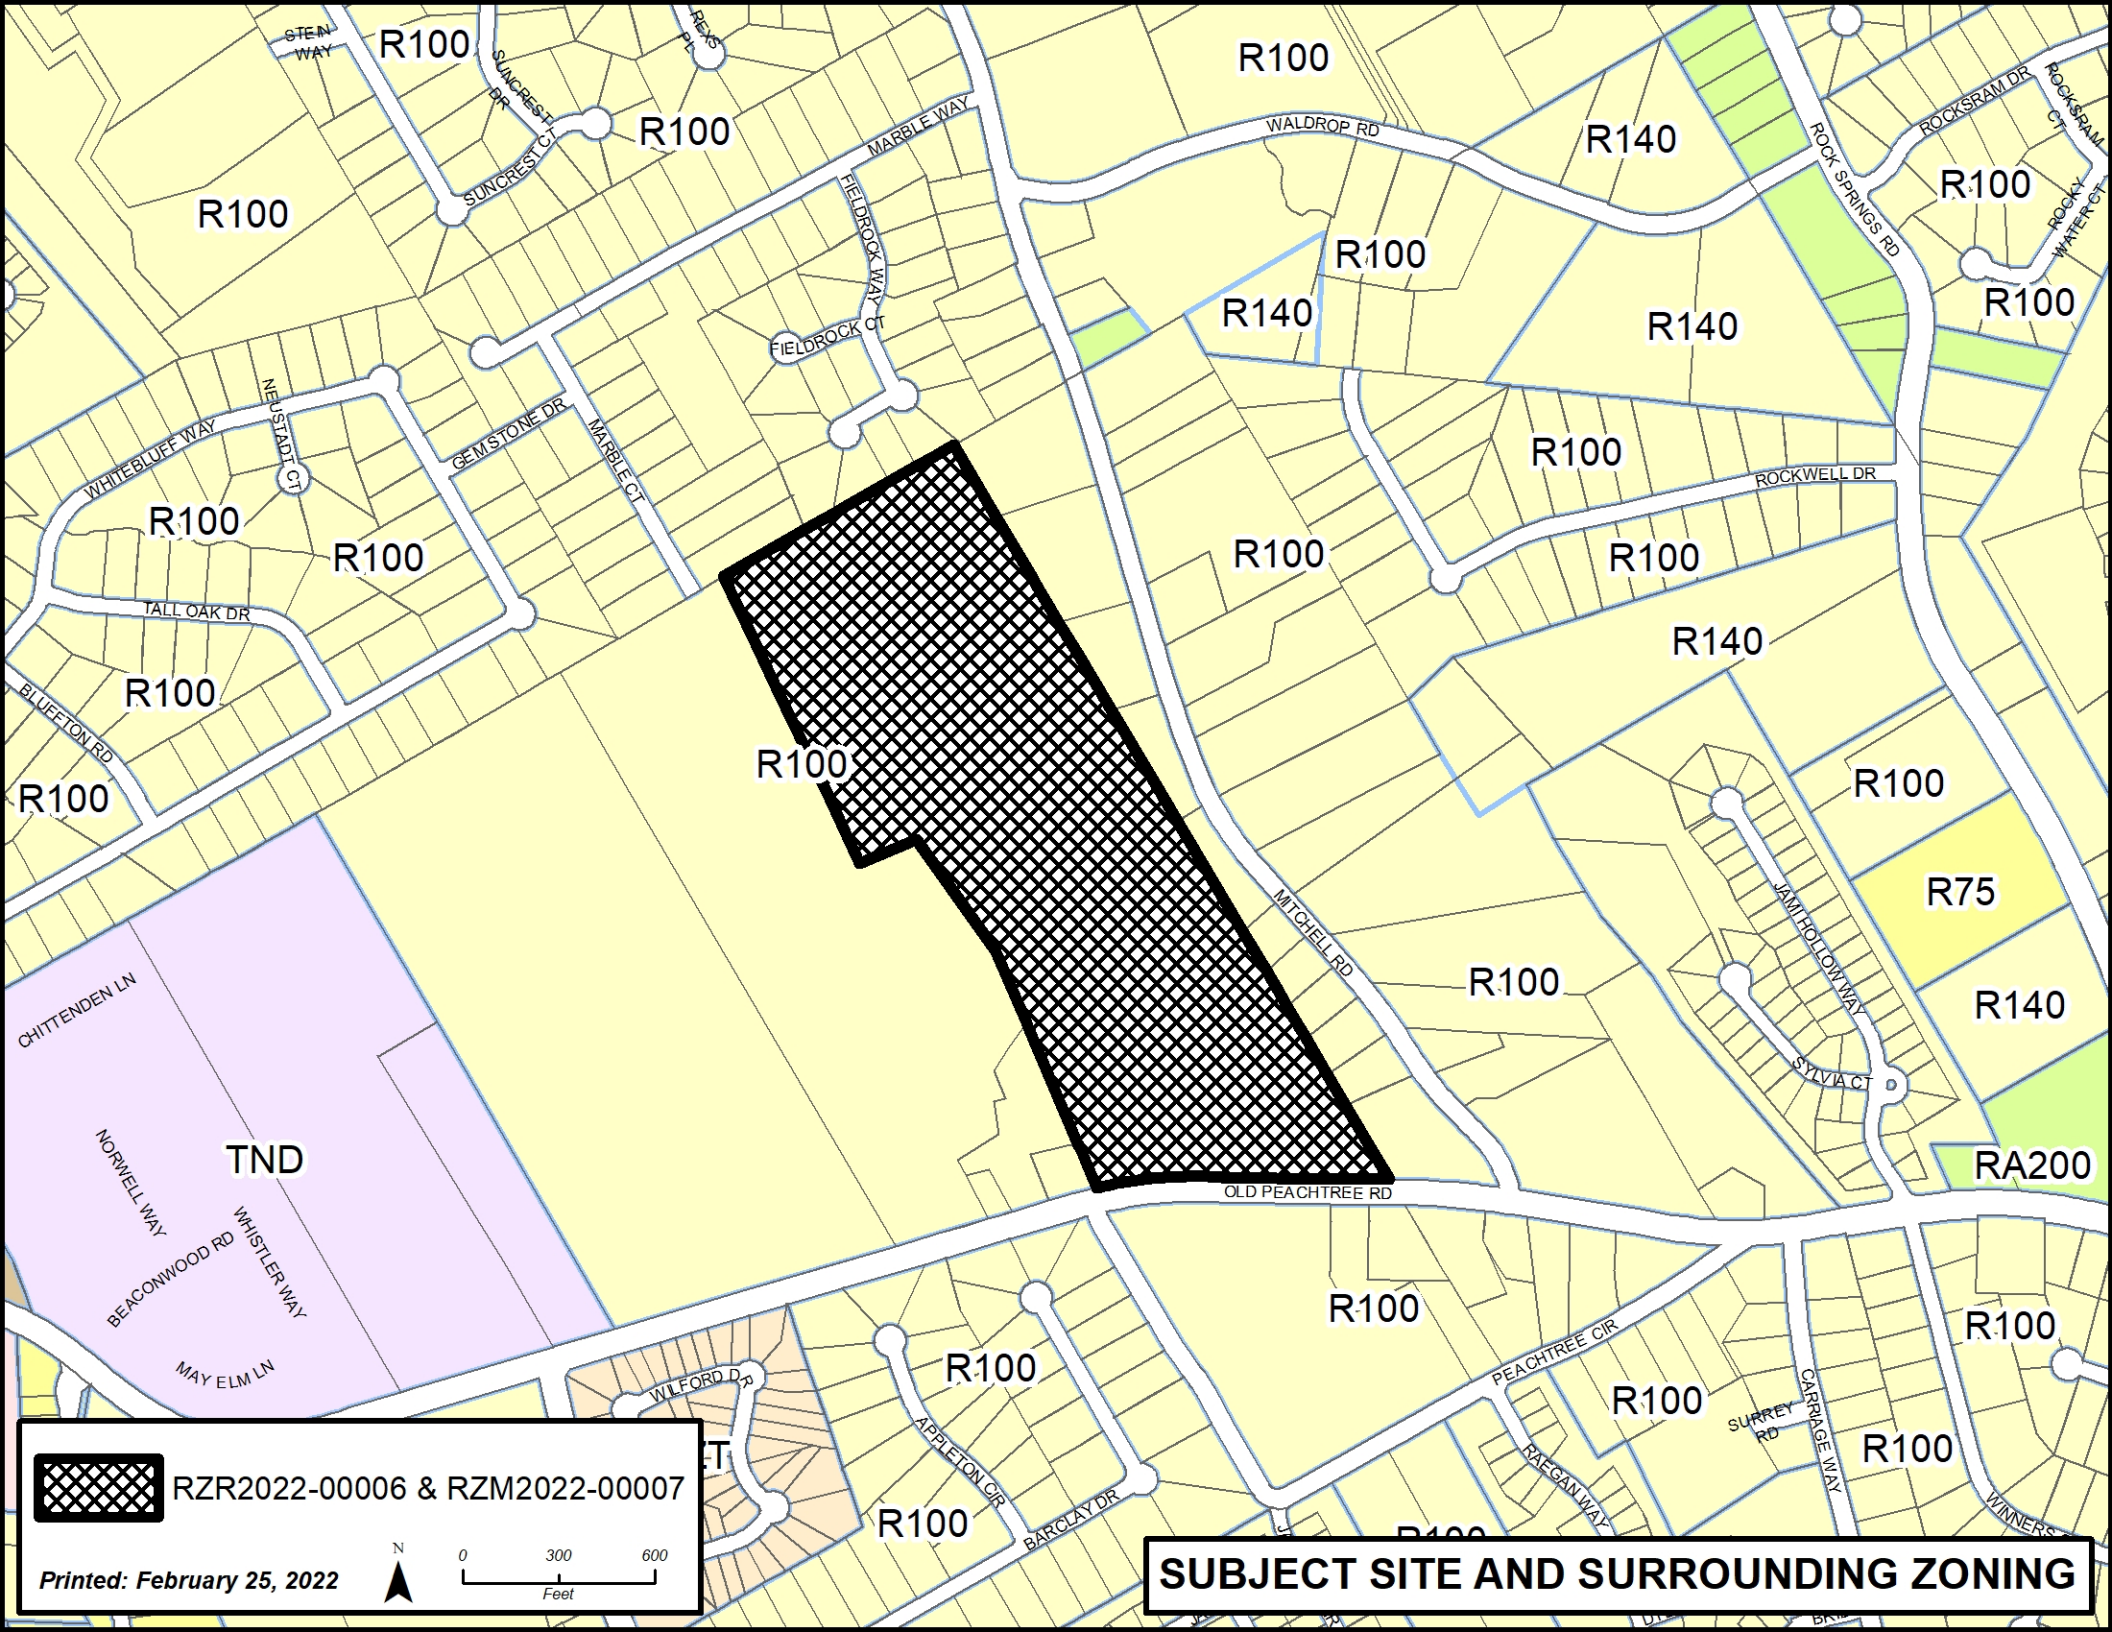 STEIN
WAY
R100
SUNCREST
DR
REXS
PL
R100
R100
SUNCREST CT
R100
MARBLE WAY
WALDROP RD
R140
ROCK SPRINGS RD
ROCKSRAM DR
ROCKSRAM
CT
R100
ROCKY
WATER CT
R100
R100
FIELDROCK WAY
FIELDROCK CT
R100
R140
R140
NEUSTADT CT
WHITEBLUFF WAY
GEMSTONE DR
MARBLE CT
R100
ROCKWELL DR
R100
R100
R100
R100
TALL OAK DR
R140
R100
BLUFFTON RD
R100
R100
R100
R75
JAMI HOLLOW WAY
MITCHELL RD
R100
R140
CHITTENDEN LN
SYLVIA CT
NORWELL WAY
TND
RA200
OLD PEACHTREE RD
WHISTLER WAY
BEACONWOOD RD
R100
R100
PEACHTREE CIR
MAY ELM LN
WILFORD DR
R100
R100
CARRIAGE WAY
SURREY
RD
R100
APPLETON CIR
RAEGAN WAY
R100
BARCLAY DR
WINNERS
R100
RZR2022-00006 & RZM2022-00007
N
0 300 600
Feet
Printed: February 25, 2022
SUBJECT SITE AND SURROUNDING ZONING